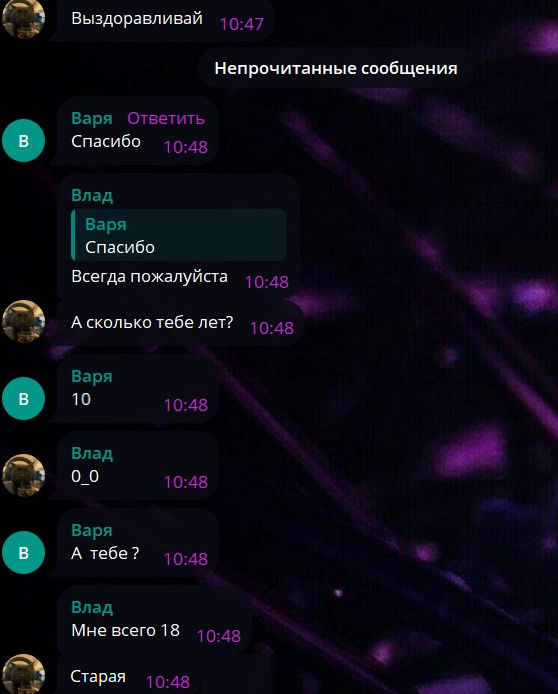 Выздоравливай 10:47
Непрочитанные сообщения
Варя Ответить
Спасибо 10:48
Влад
Варя
Спасибо
Всегда пожалуйста 10:48
А сколько тебе лет? 10:48
Варя
В
10 10:48
Влад
0_0 10:48
Варя
В
А тебе ? 10:48
Влад
Мне всего 18 10:48
Старая 10:48